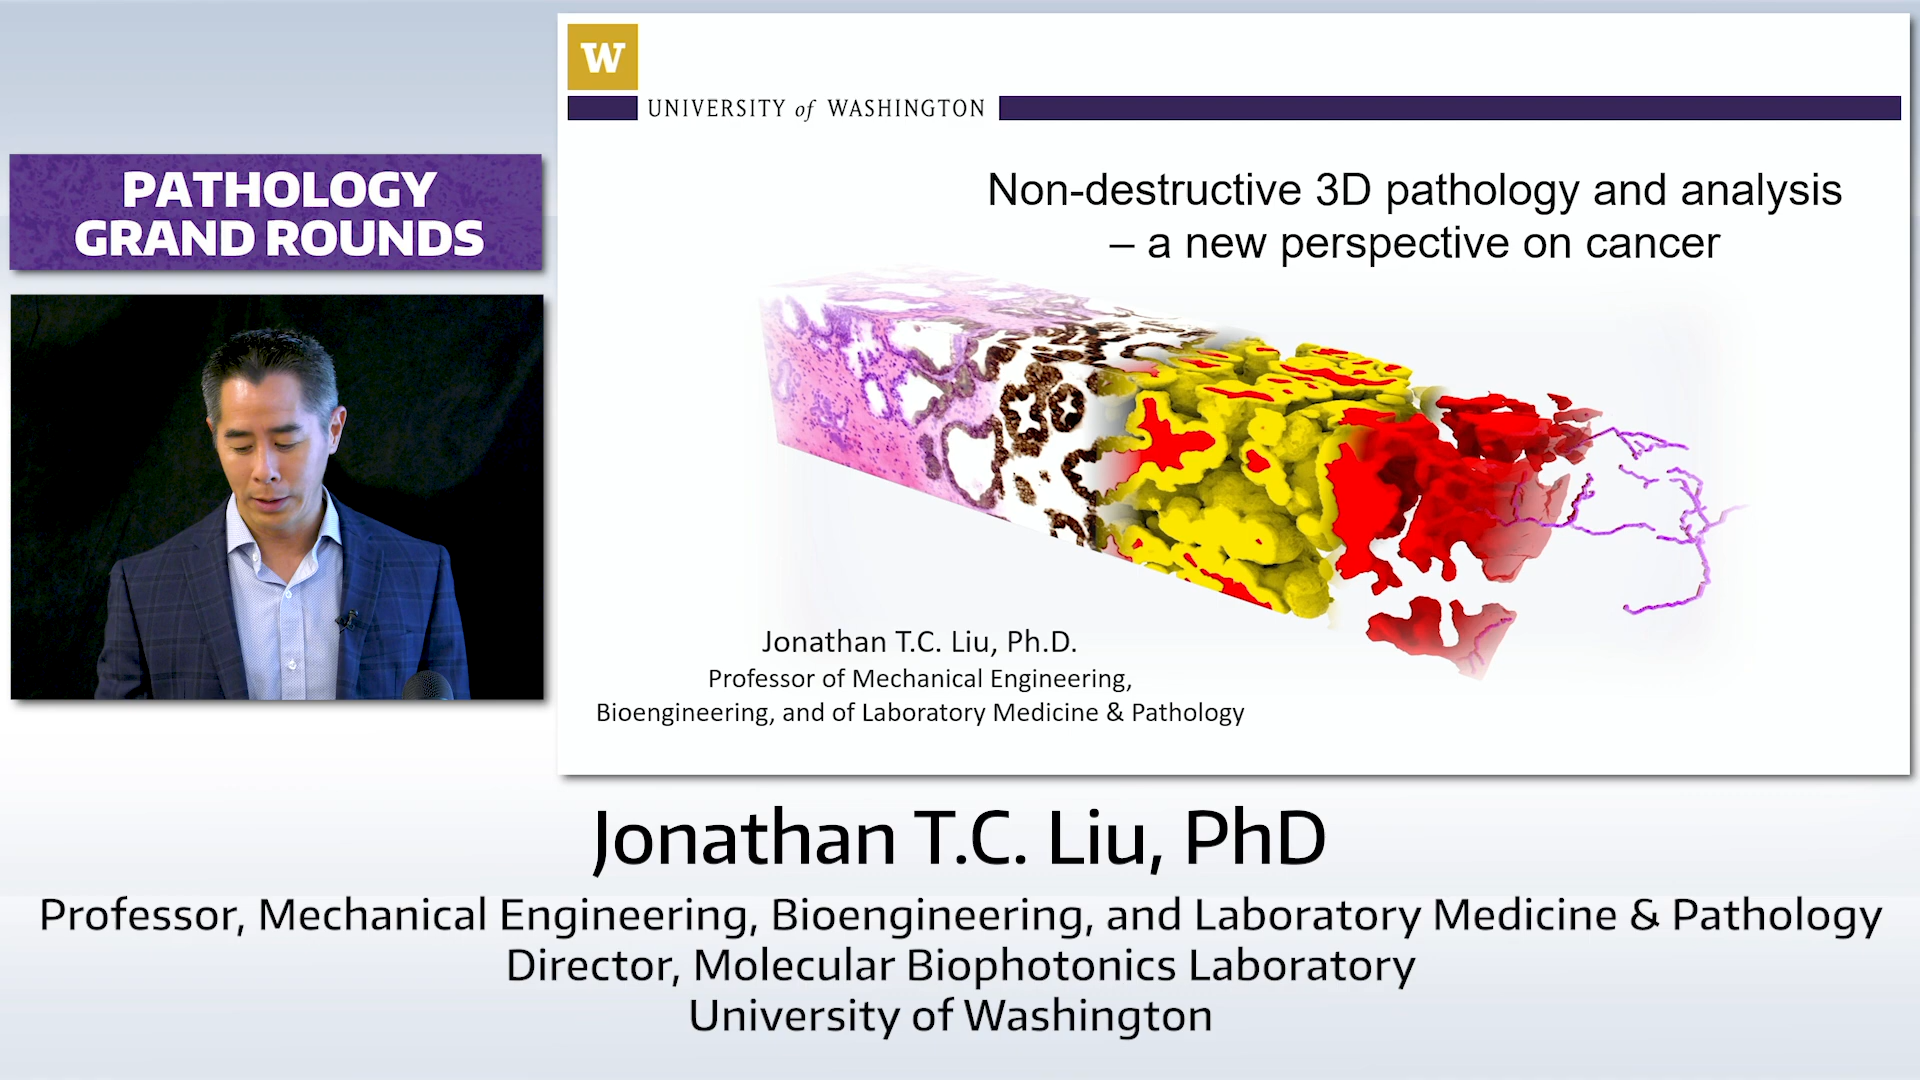 PATHOLOGY
GRAND ROUNDS
W
UNIVERSITY of WASHINGTON
Non-destructive 3D pathology and analysis
– a new perspective on cancer
Jonathan T.C. Liu, Ph.D.
Professor of Mechanical Engineering,
Bioengineering, and of Laboratory Medicine & Pathology
Jonathan T.C. Liu, PhD
Professor, Mechanical Engineering, Bioengineering, and Laboratory Medicine & Pathology
Director, Molecular Biophotonics Laboratory
University of Washington